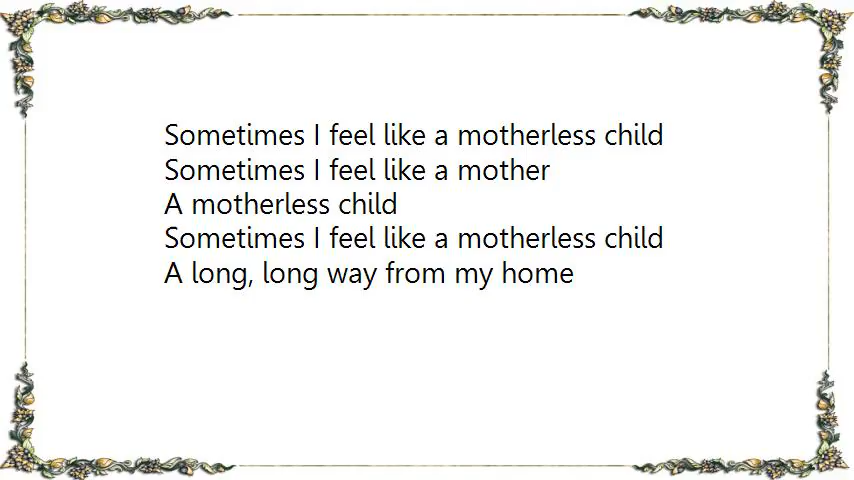 Sometimes I feel like a motherless child
Sometimes I feel like a mother
A motherless child
Sometimes I feel like a motherless child
A long, long way from my home